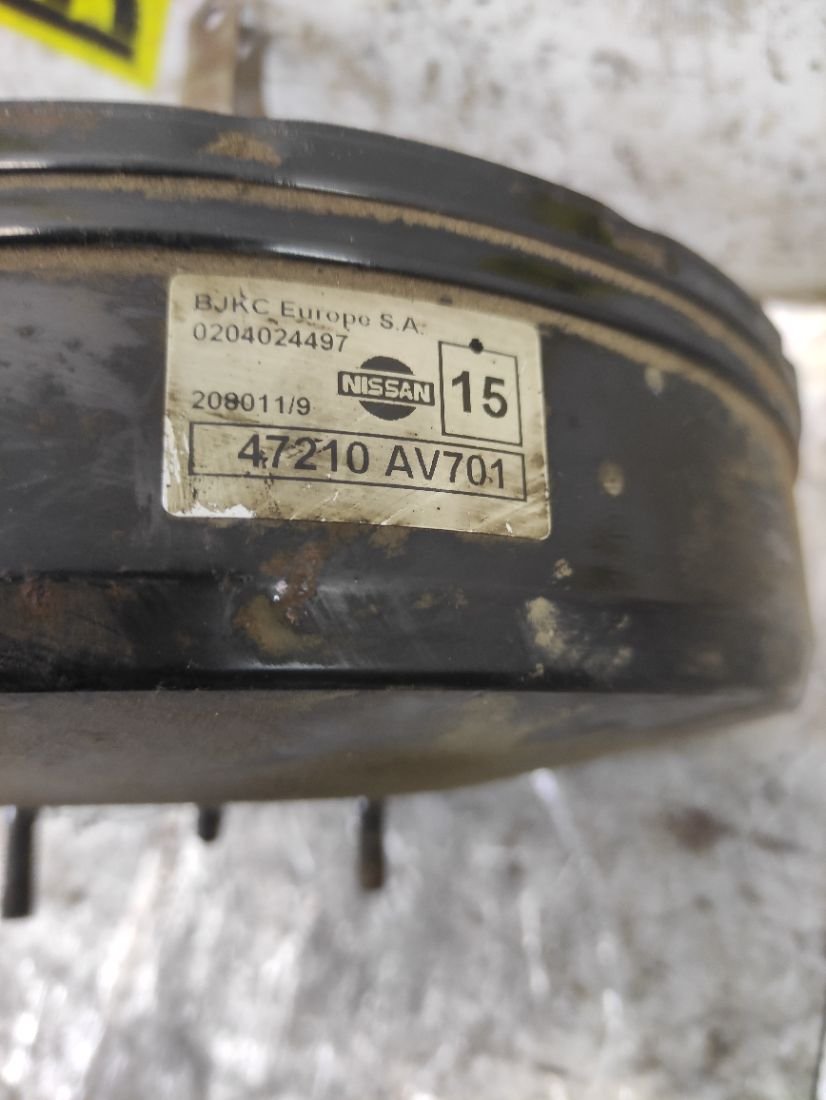 BJKC Europe S.A.
0204024497
NISSAN
15
208011/9
47210 AV701